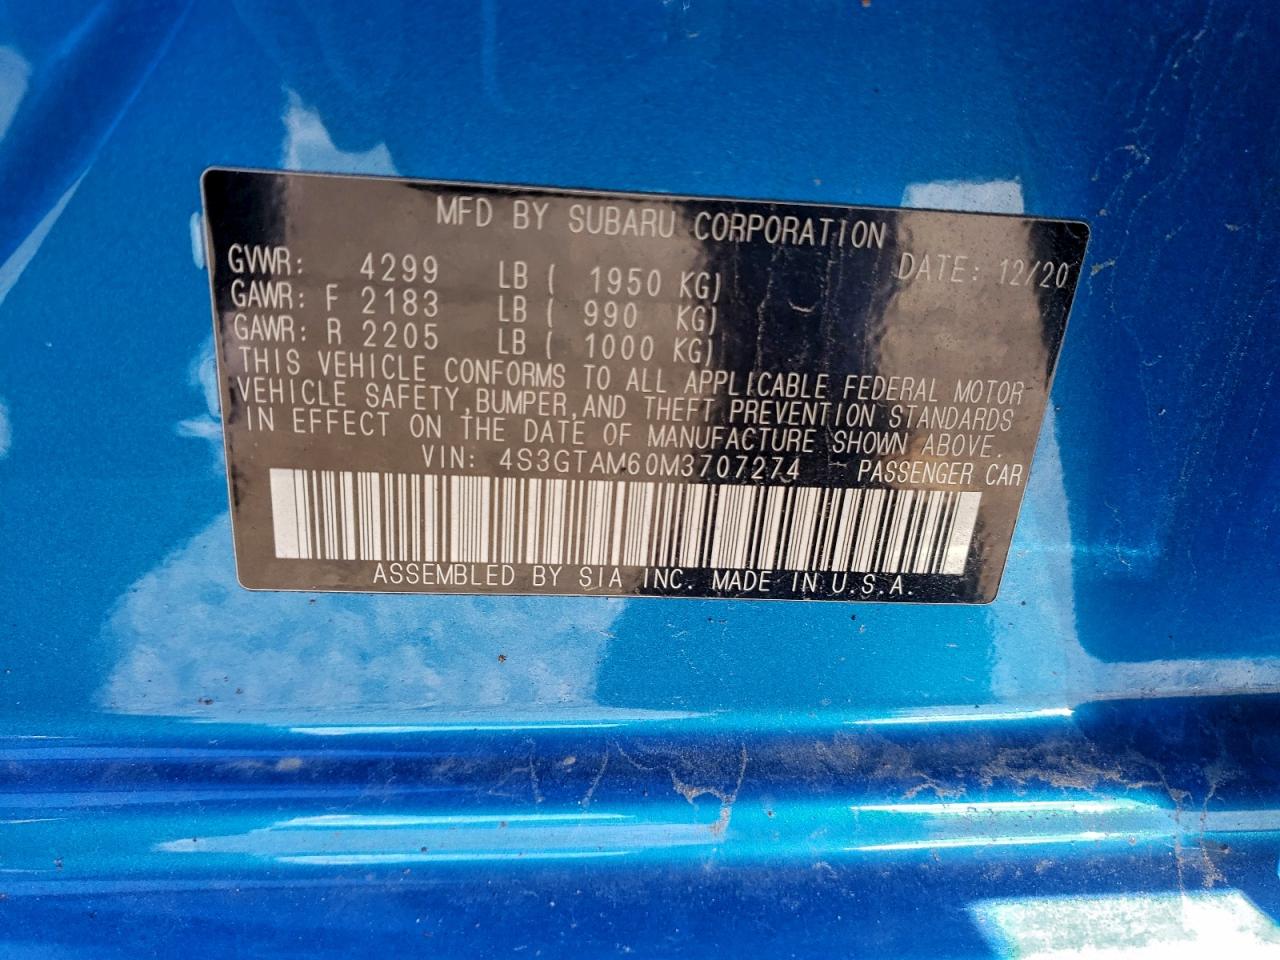 MFD BY SUBARU CORPORATION
DATE: 12/20
GVWR: 4299 LB ( 1950 KG)
GAWR: F 2183 LB ( 990 KG)
GAWR: R 2205 LB ( 1000 KG)
THIS VEHICLE CONFORMS TO ALL APPLICABLE FEDERAL MOTOR
VEHICLE SAFETY,BUMPER,AND THEFT PREVENTION STANDARDS
IN EFFECT ON THE DATE OF MANUFACTURE SHOWN ABOVE.
VIN: 4S3GTAM60M3707274 PASSENGER CAR
ASSEMBLED BY SIA INC. MADE IN U.S.A.